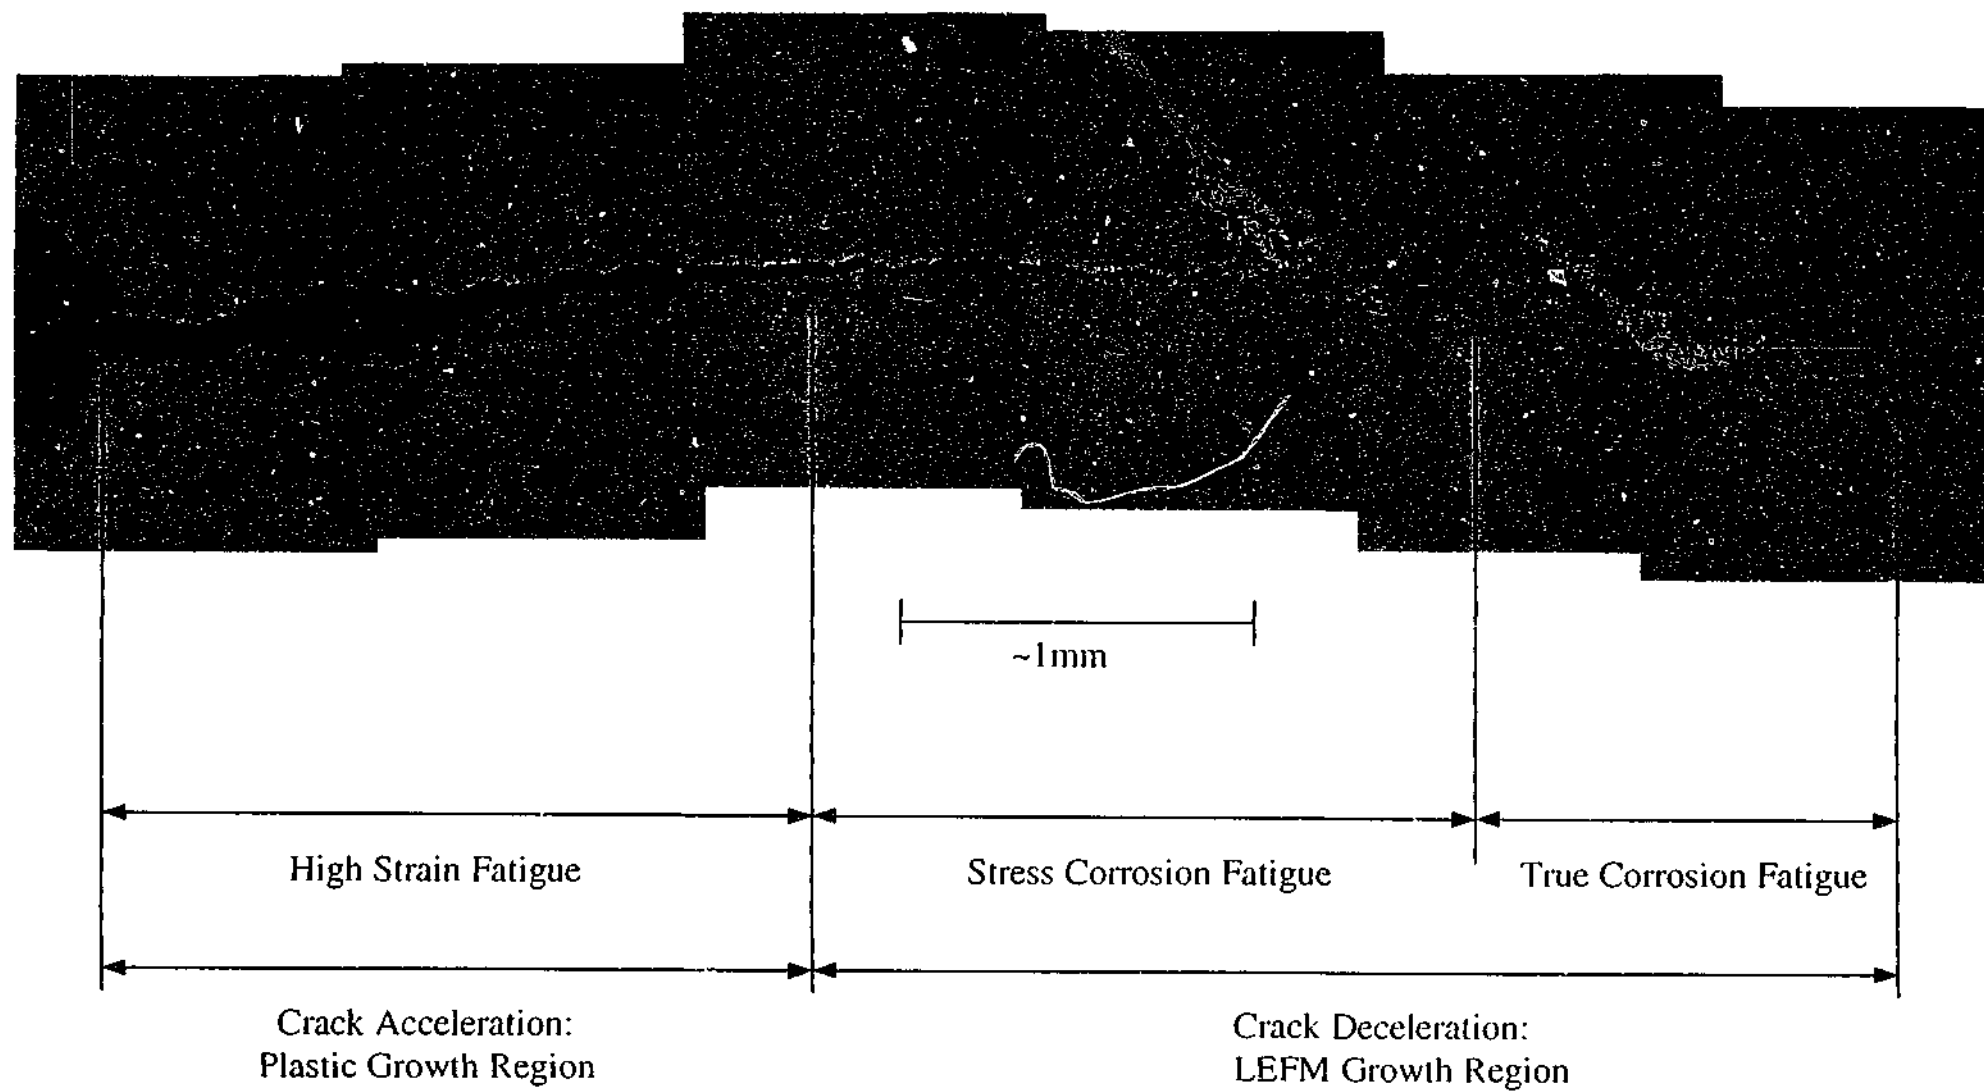 ~1mm
High Strain Fatigue
Stress Corrosion Fatigue
True Corrosion Fatigue
Crack Acceleration:
Plastic Growth Region
Crack Deceleration:
LEFM Growth Region